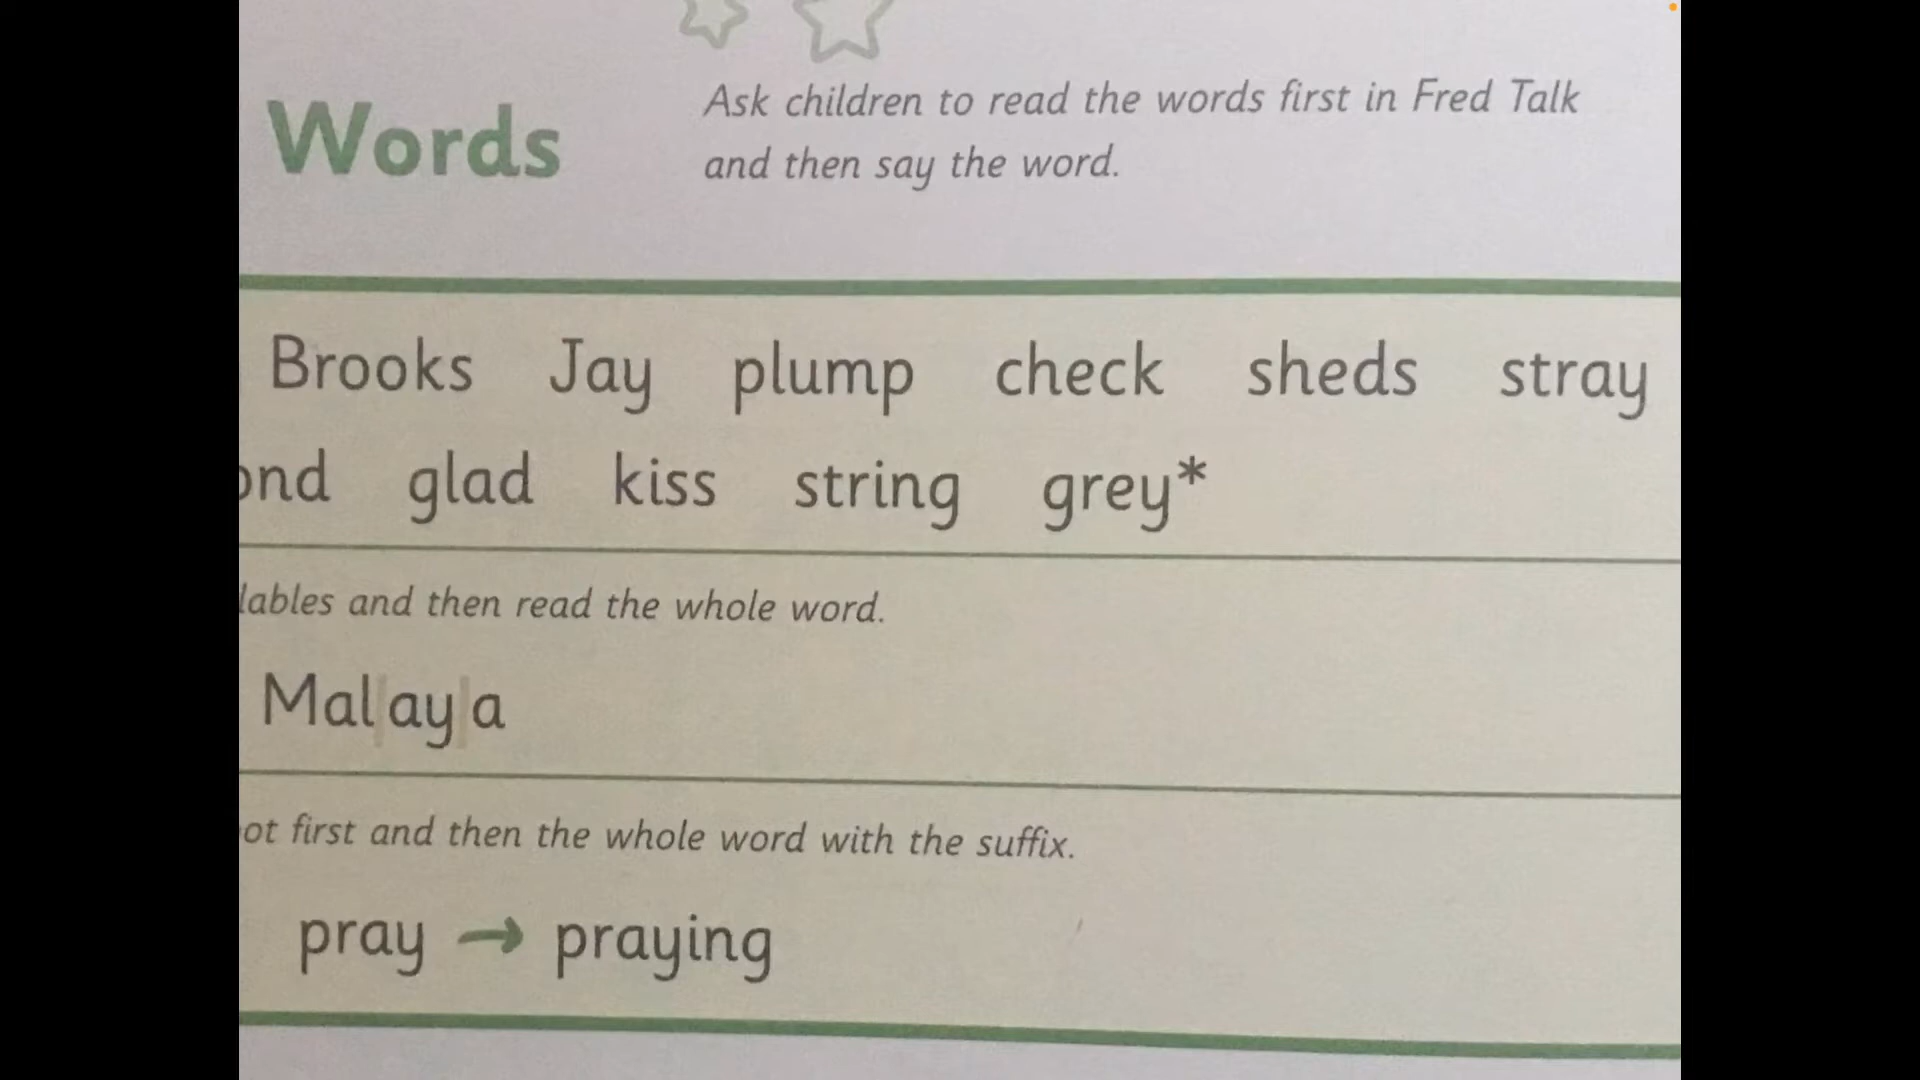 Words
Ask children to read the words first in Fred Talk
and then say the word.
Brooks Jay plump check sheds stray
glad kiss string grey*
and then read the whole word.
Mal|ay|a
first and then the whole word with the suffix.
pray → praying